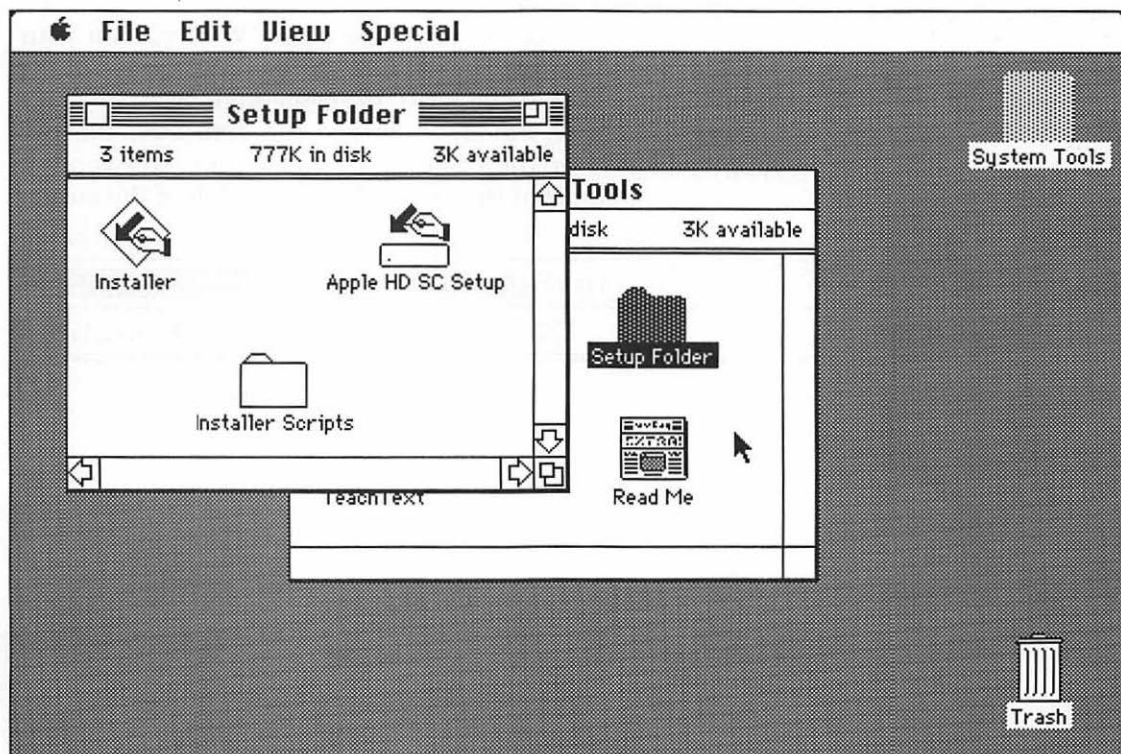 File Edit View Special
Setup Folder
3 items 777K in disk 3K available
Installer
Apple HD SC Setup
Installer Scripts
System Tools
Tools
disk 3K available
Setup Folder
EXTRA!
TeachText
Read Me
Trash